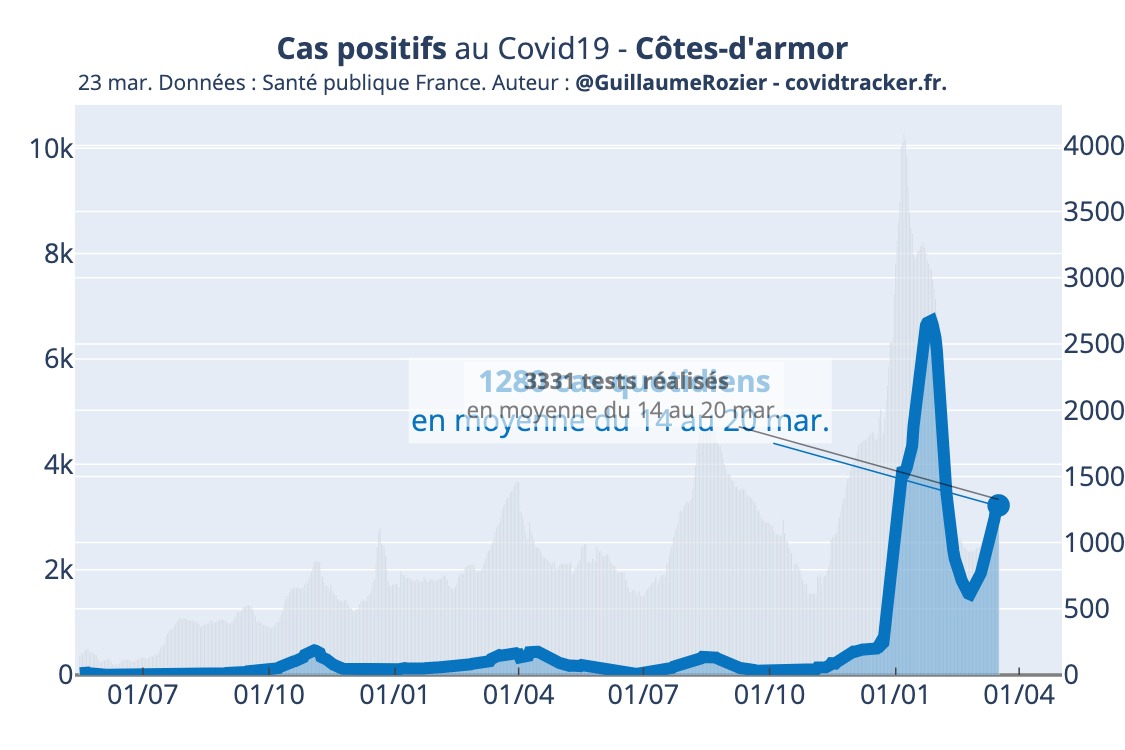 Cas positifs au Covid19 - Côtes-d'armor
23 mar. Données : Santé publique France. Auteur : @GuillaumeRozier - covidtracker.fr.
10k
8k
6k
4k
2k
0
4000
3500
3000
2500
2000
1500
1000
500
0
1280 cas quotidiens
en moyenne du 14 au 20 mar.
3331 tests réalisés
en moyenne du 14 au 20 mar.
01/07 01/10 01/01 01/04 01/07 01/10 01/01 01/04